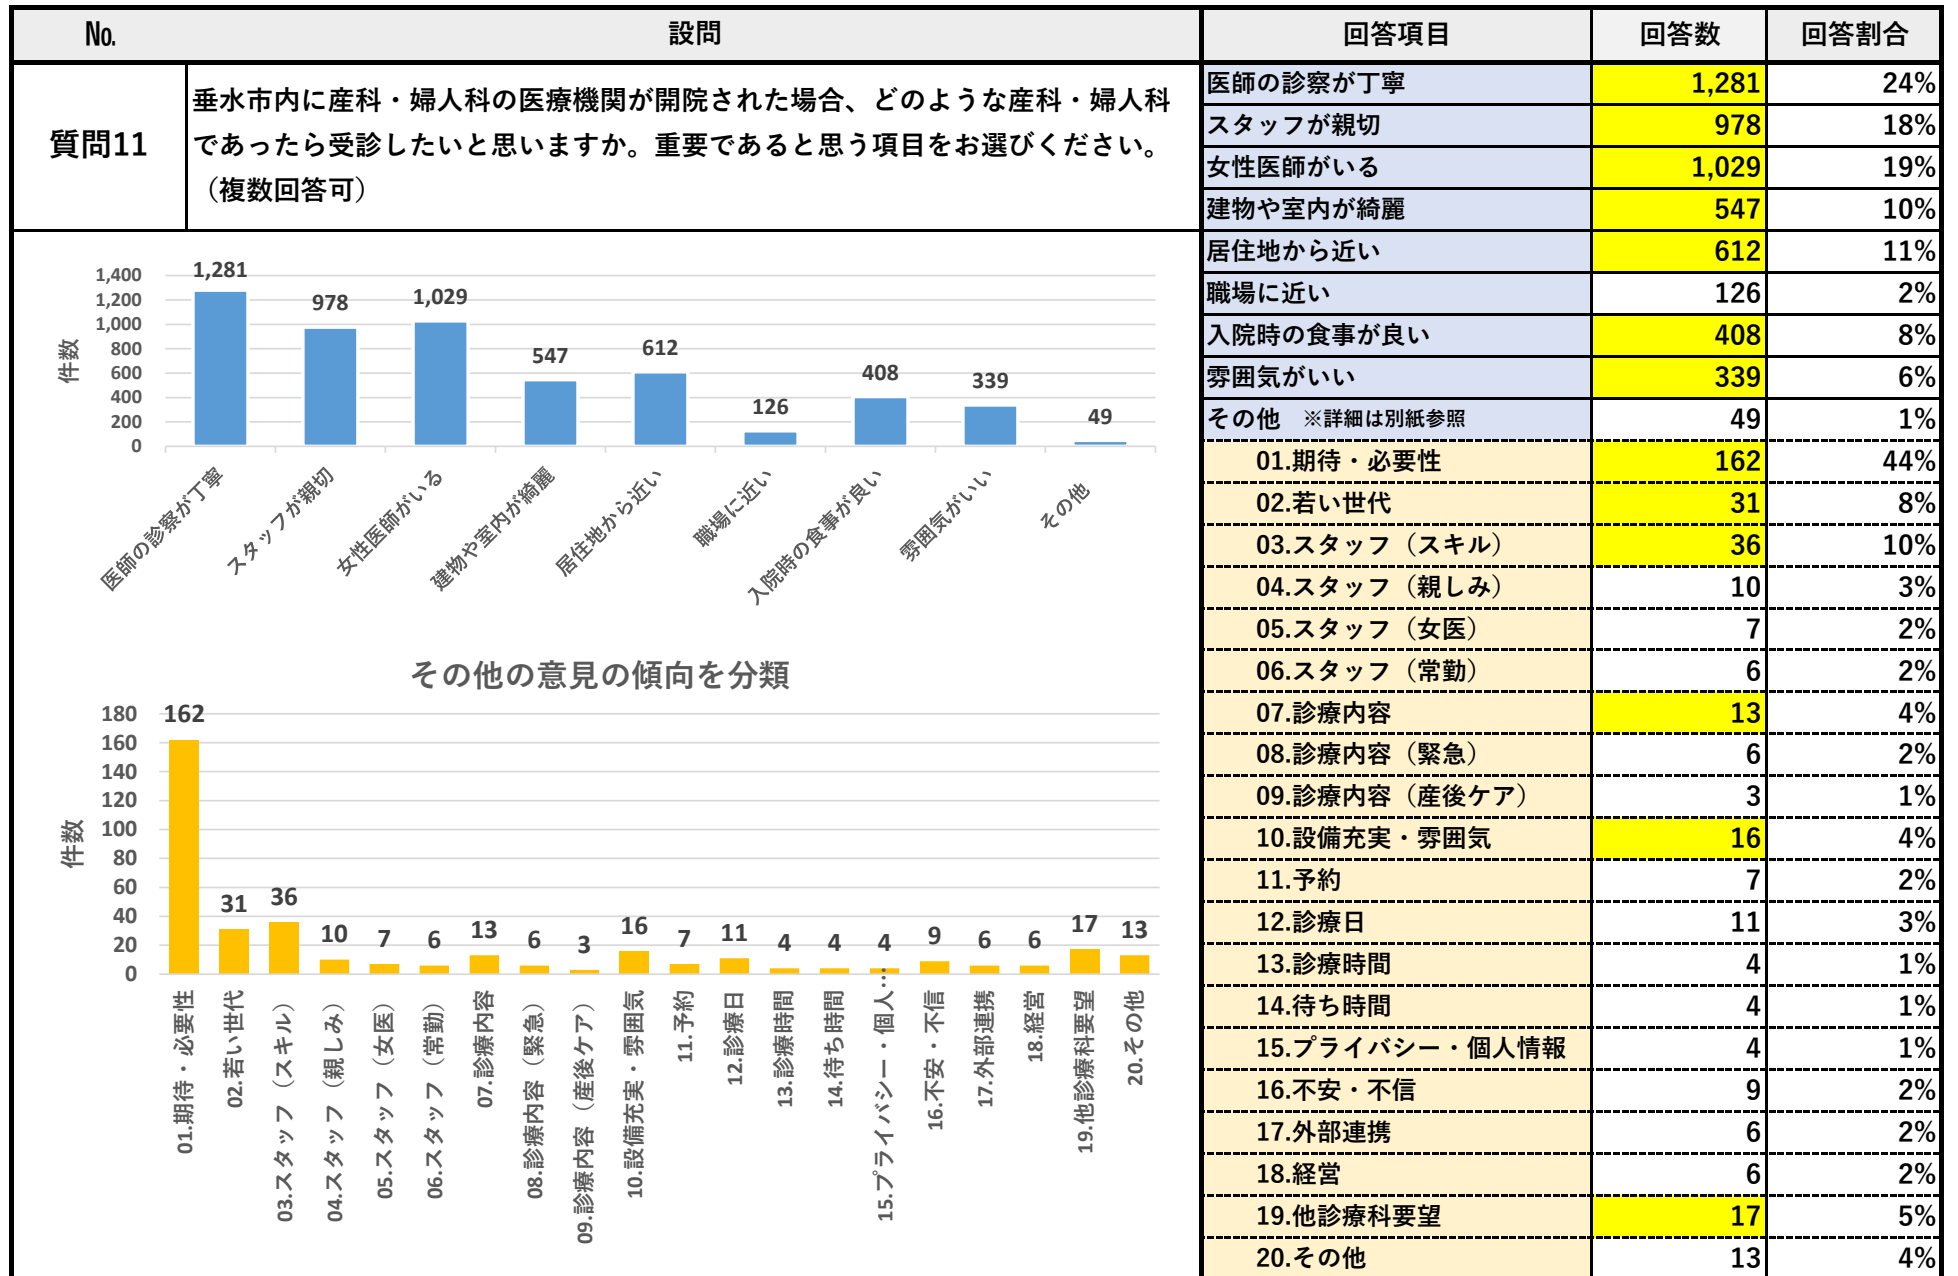 № 設問 回答項目 回答数 回答割合
質問11
垂水市内に産科・婦人科の医療機関が開院された場合、どのような産科・婦人科
であったら受診したいと思いますか。重要であると思う項目をお選びください。
（複数回答可）
医師の診察が丁寧 1,281 24%
スタッフが親切 978 18%
女性医師がいる 1,029 19%
建物や室内が綺麗 547 10%
居住地から近い 612 11%
職場に近い 126 2%
入院時の食事が良い 408 8%
雰囲気がいい 339 6%
その他　※詳細は別紙参照 49 1%
01.期待・必要性 162 44%
02.若い世代 31 8%
03.スタッフ（スキル） 36 10%
04.スタッフ（親しみ） 10 3%
05.スタッフ（女医） 7 2%
06.スタッフ（常勤） 6 2%
07.診療内容 13 4%
08.診療内容（緊急） 6 2%
09.診療内容（産後ケア） 3 1%
10.設備充実・雰囲気 16 4%
11.予約 7 2%
12.診療日 11 3%
13.診療時間 4 1%
14.待ち時間 4 1%
15.プライバシー・個人情報 4 1%
16.不安・不信 9 2%
17.外部連携 6 2%
18.経営 6 2%
19.他診療科要望 17 5%
20.その他 13 4%
件数
1,400
1,200
1,000
800
600
400
200
0
1,281 978 1,029 547 612 126 408 339 49
医師の診察が丁寧
スタッフが親切
女性医師がいる
建物や室内が綺麗
居住地から近い
職場に近い
入院時の食事が良い
雰囲気がいい
その他
その他の意見の傾向を分類
件数
180
160
140
120
100
80
60
40
20
0
162 31 36 10 7 6 13 6 3 16 7 11 4 4 4 9 6 6 17 13
01.期待・必要性
02.若い世代
03.スタッフ（スキル）
04.スタッフ（親しみ）
05.スタッフ（女医）
06.スタッフ（常勤）
07.診療内容
08.診療内容（緊急）
09.診療内容（産後ケア）
10.設備充実・雰囲気
11.予約
12.診療日
13.診療時間
14.待ち時間
15.プライバシー・個人…
16.不安・不信
17.外部連携
18.経営
19.他診療科要望
20.その他